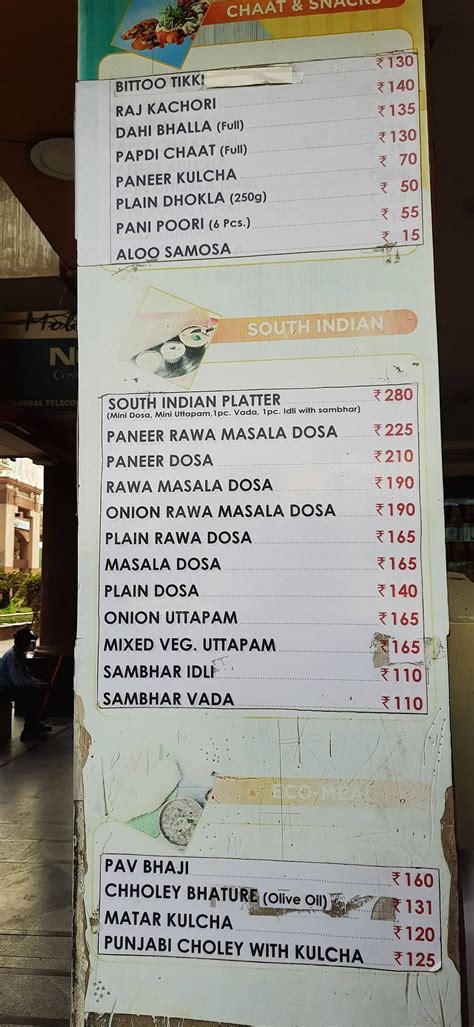 CHAAT & SNACKS
BITTOO TIKKI ₹130
RAJ KACHORI ₹140
DAHI BHALLA (Full) ₹135
PAPDI CHAAT (Full) ₹130
PANEER KULCHA ₹ 70
PLAIN DHOKLA (250g) ₹ 50
PANI POORI (6 Pcs.) ₹ 55
ALOO SAMOSA ₹ 15
SOUTH INDIAN
SOUTH INDIAN PLATTER ₹280
(Mini Dosa, Mini Uttapam,1pc. Vada, 1pc. Idli with sambhar)
PANEER RAWA MASALA DOSA ₹225
PANEER DOSA ₹210
RAWA MASALA DOSA ₹190
ONION RAWA MASALA DOSA ₹190
PLAIN RAWA DOSA ₹165
MASALA DOSA ₹165
PLAIN DOSA ₹140
ONION UTTAPAM ₹165
MIXED VEG. UTTAPAM ₹165
SAMBHAR IDLI ₹110
SAMBHAR VADA ₹110
ECO-MEAL
PAV BHAJI ₹160
CHHOLEY BHATURE (Olive Oil) ₹131
MATAR KULCHA ₹120
PUNJABI CHOLEY WITH KULCHA ₹125
KANSAL TELECO